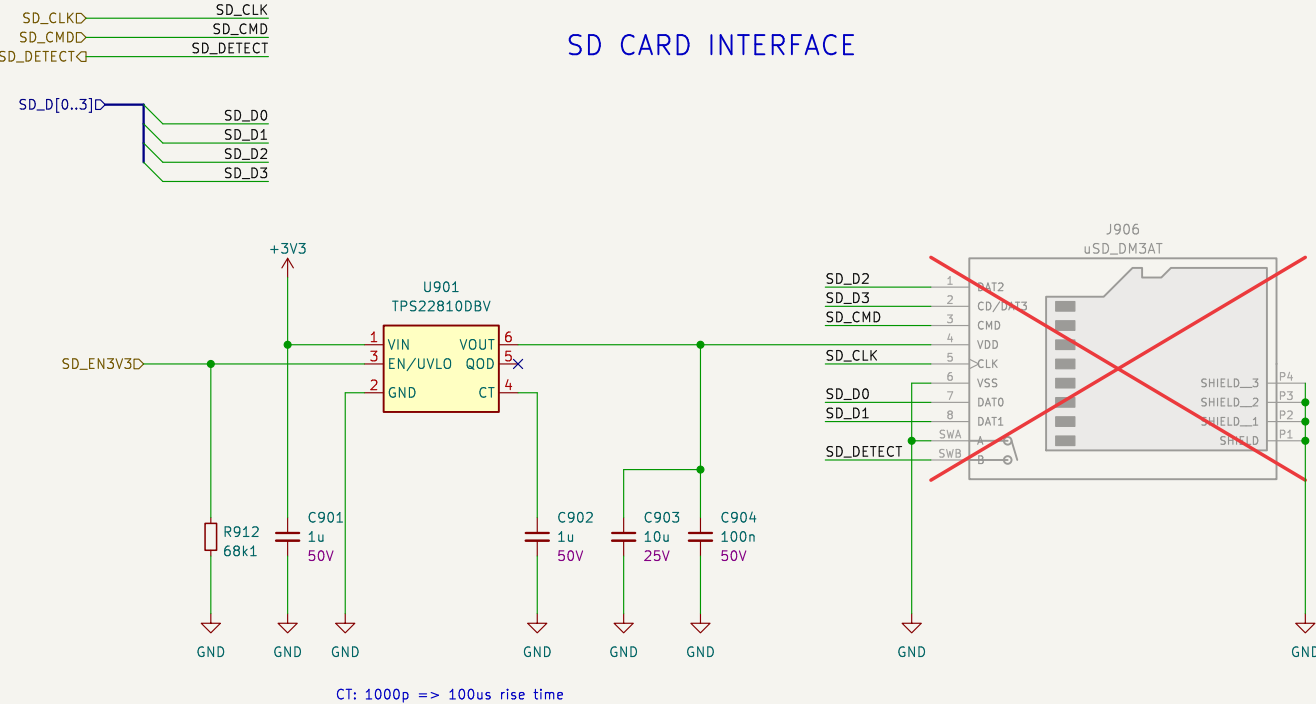 SD_CLK SD_CLK
SD_CMD SD_CMD
SD_DETECT SD_DETECT
SD CARD INTERFACE
SD_D[0..3]
SD_D0
SD_D1
SD_D2
SD_D3
+3V3
SD_EN3V3
U901
TPS22810DBV
1 VIN VOUT 6
3 EN/UVLO QOD 5
2 GND CT 4
J906
uSD_DM3AT
SD_D2 1 DAT2
SD_D3 2 CD/DAT3
SD_CMD 3 CMD
4 VDD
SD_CLK 5 CLK
6 VSS SHIELD__3 P4
SD_D0 7 DAT0 SHIELD__2 P3
SD_D1 8 DAT1 SHIELD__1 P2
SWA A SHIELD P1
SD_DETECT SWB B
R912
68k1
C901
1u
50V
C902
1u
50V
C903
10u
25V
C904
100n
50V
GND GND GND GND GND GND GND GND
CT: 1000p => 100us rise time